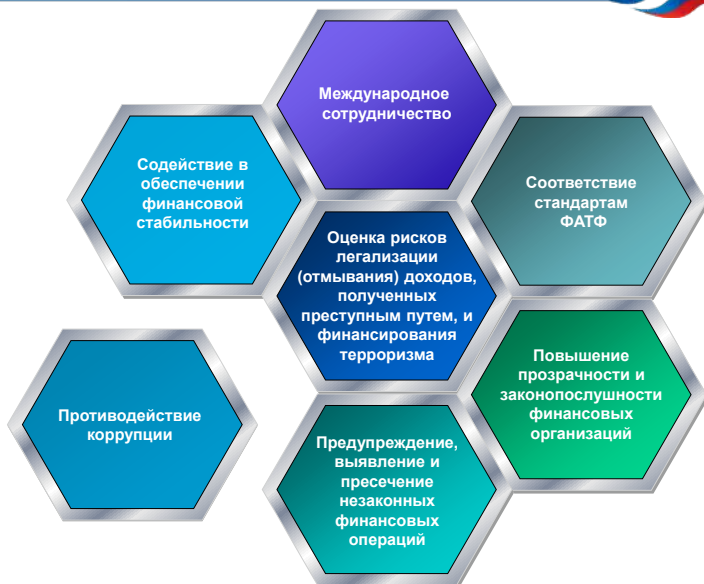 Международное
сотрудничество
Содействие в
обеспечении
финансовой
стабильности
Соответствие
стандартам
ФАТФ
Оценка рисков
легализации
(отмывания) доходов,
полученных
преступным путем, и
финансирования
терроризма
Повышение
прозрачности и
законопослушности
финансовых
организаций
Противодействие
коррупции
Предупреждение,
выявление и
пресечение
незаконных
финансовых
операций